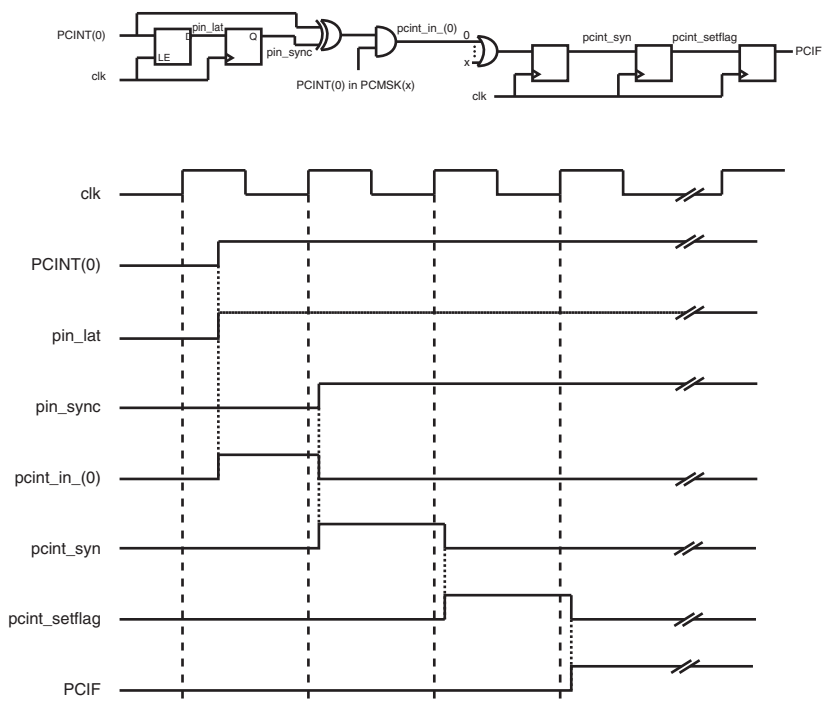 PCINT(0)
pin_lat
D
Q
LE
pin_sync
clk
PCINT(0) in PCMSK(x)
pcint_in_(0)
0
x
clk
pcint_syn
pcint_setflag
PCIF
clk
PCINT(0)
pin_lat
pin_sync
pcint_in_(0)
pcint_syn
pcint_setflag
PCIF